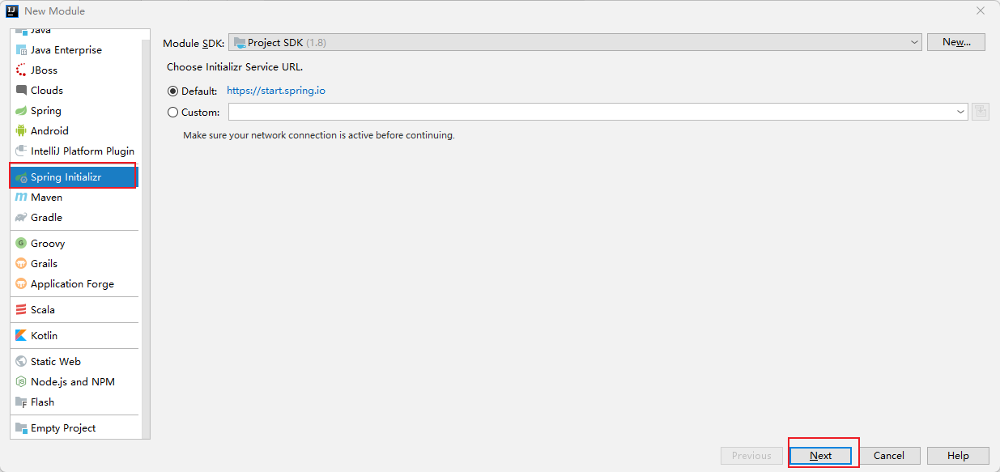 New Module
Java
Java Enterprise
JBoss
Clouds
Spring
Android
IntelliJ Platform Plugin
Spring Initializr
Maven
Gradle
Groovy
Grails
Application Forge
Scala
Kotlin
Static Web
Node.js and NPM
Flash
Empty Project
Module SDK: Project SDK (1.8) New...
Choose Initializr Service URL.
Default: https://start.spring.io
Custom:
Make sure your network connection is active before continuing.
Previous Next Cancel Help